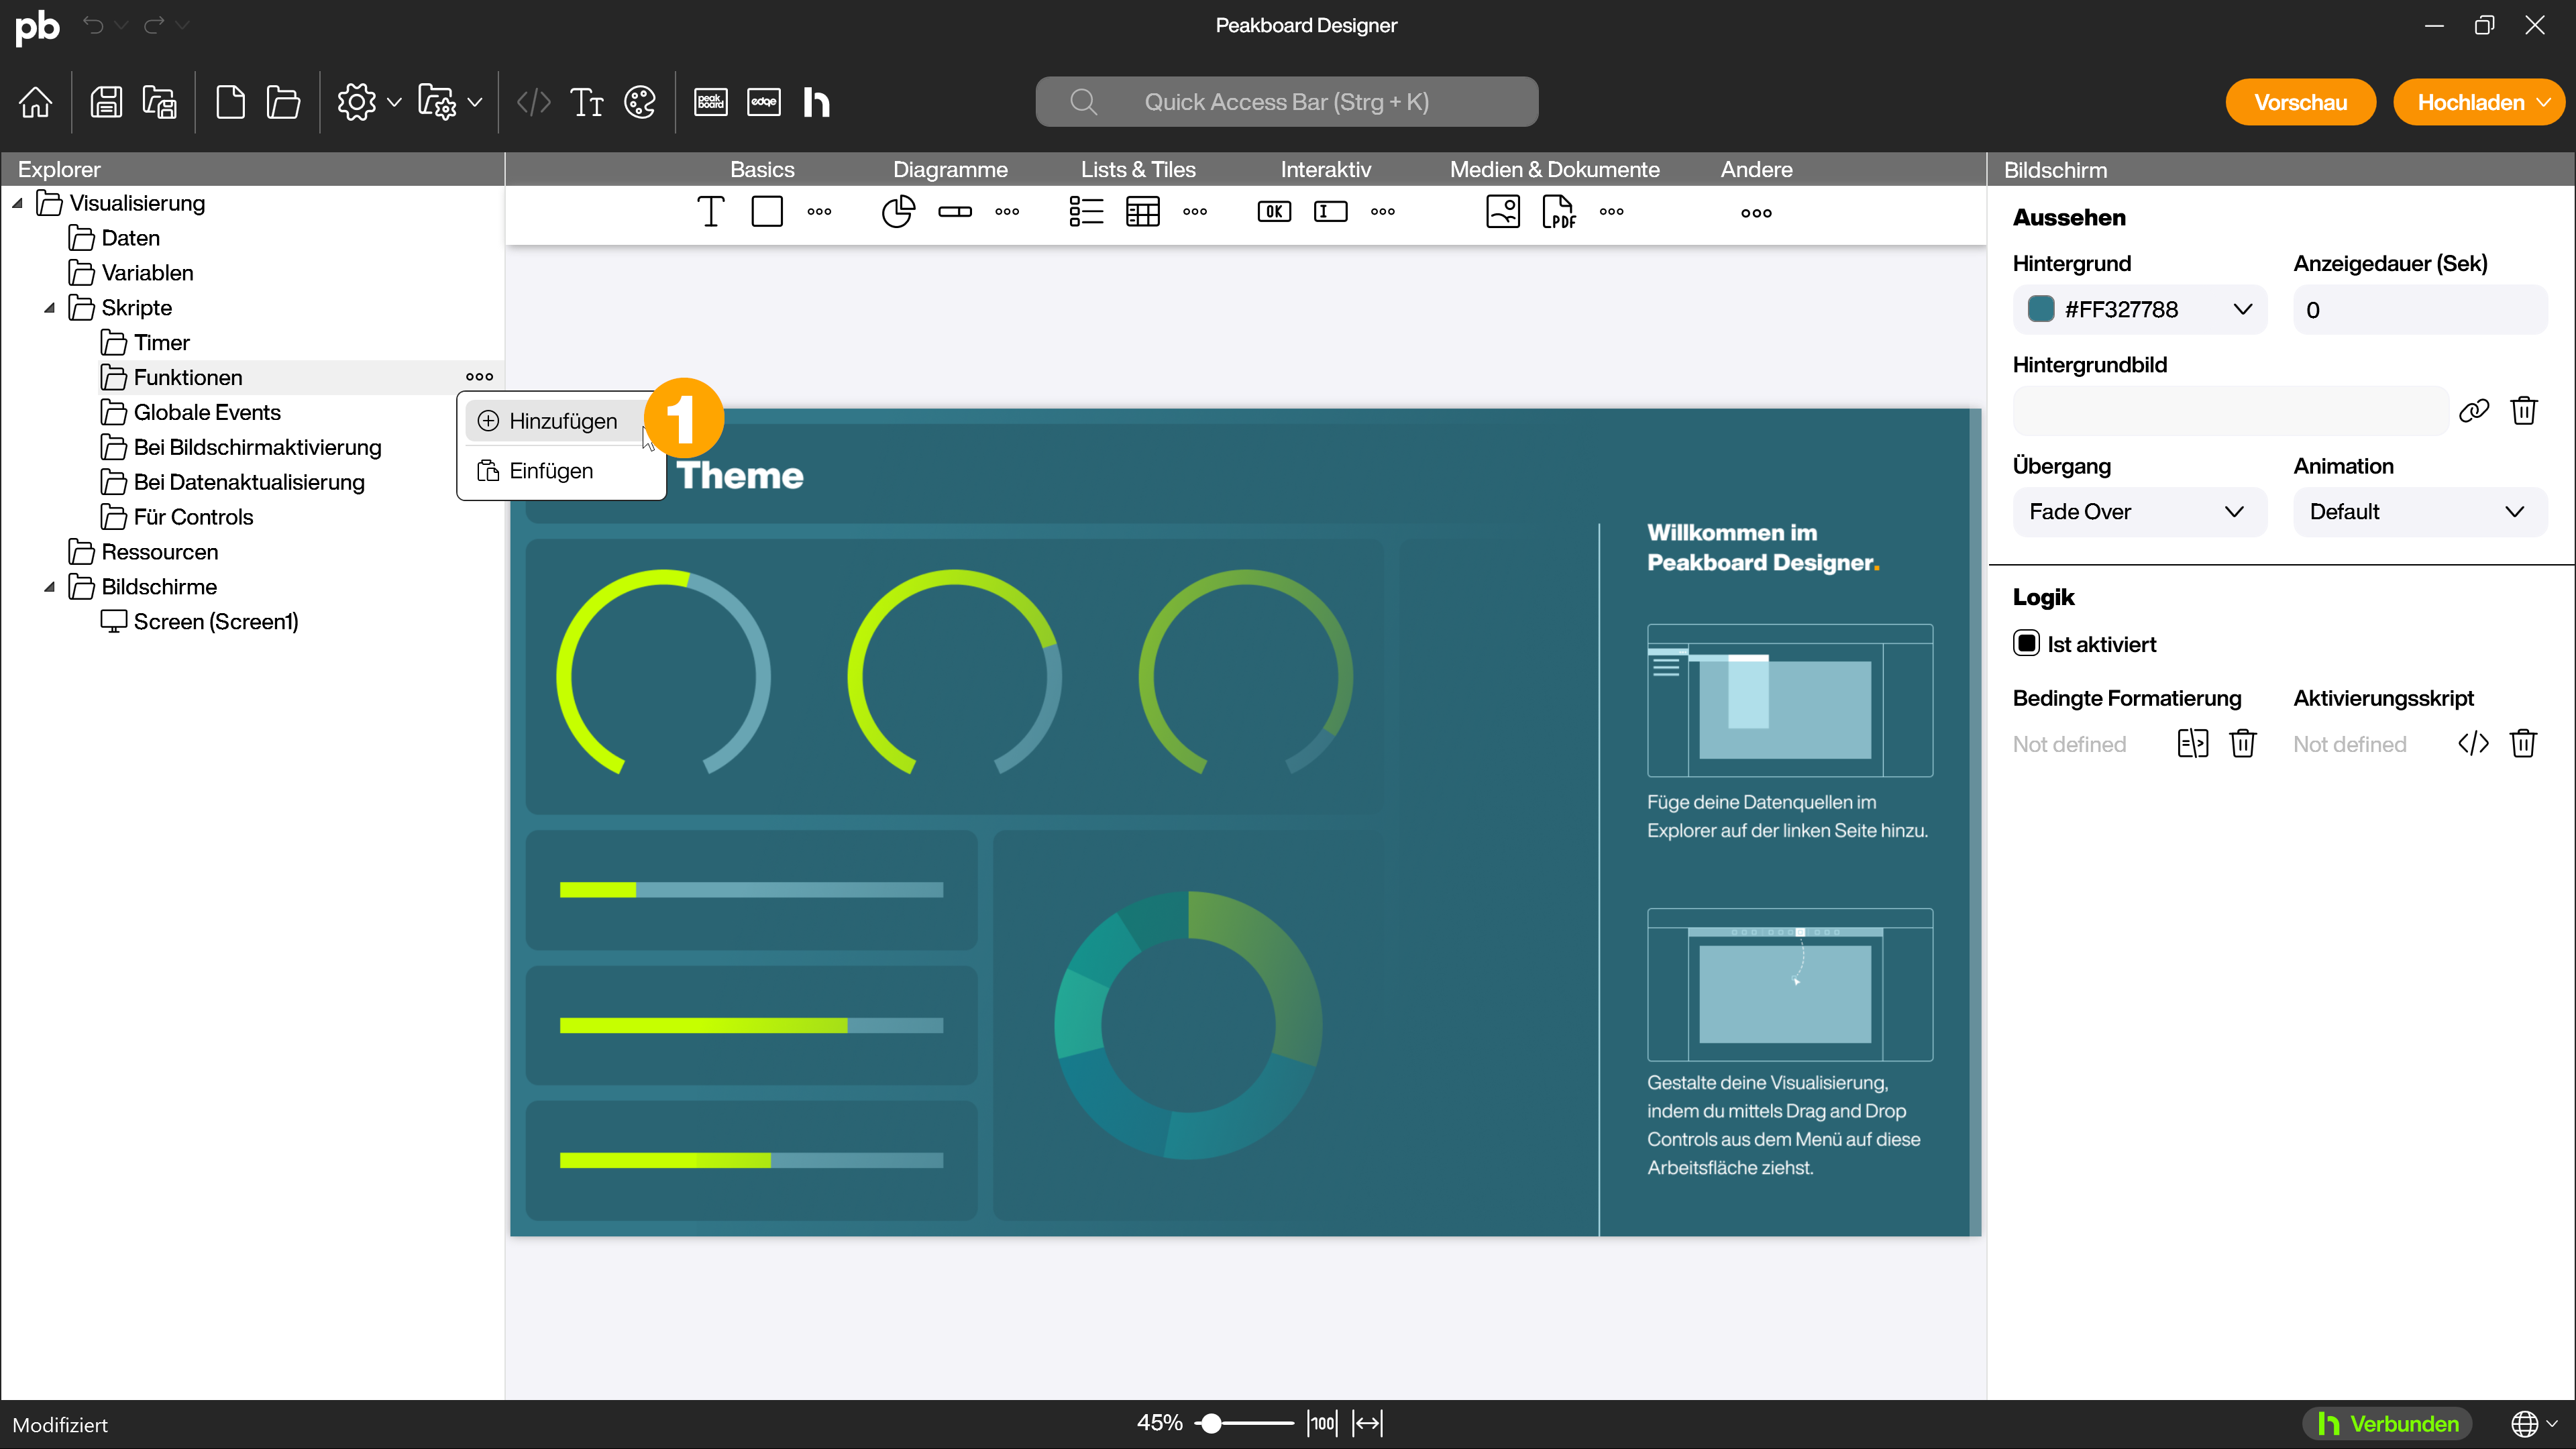 pb
Peakboard Designer
peak board
edge
h
Quick Access Bar (Strg + K)
Vorschau
Hochladen
Explorer
Basics
Diagramme
Lists & Tiles
Interaktiv
Medien & Dokumente
Andere
Bildschirm
OK
I
PDF
Visualisierung
Daten
Variablen
Skripte
Timer
Funktionen
Globale Events
Bei Bildschirmaktivierung
Bei Datenaktualisierung
Für Controls
Ressourcen
Bildschirme
Screen (Screen1)
Hinzufügen
1
Einfügen
Theme
Willkommen im
Peakboard Designer.
Füge deine Datenquellen im
Explorer auf der linken Seite hinzu.
Gestalte deine Visualisierung,
indem du mittels Drag and Drop
Controls aus dem Menü auf diese
Arbeitsfläche ziehst.
Aussehen
Hintergrund
Anzeigedauer (Sek)
#FF327788
0
Hintergrundbild
Übergang
Animation
Fade Over
Default
Logik
Ist aktiviert
Bedingte Formatierung
Aktivierungsskript
Not defined
Not defined
Modifiziert
45%
100
h Verbunden